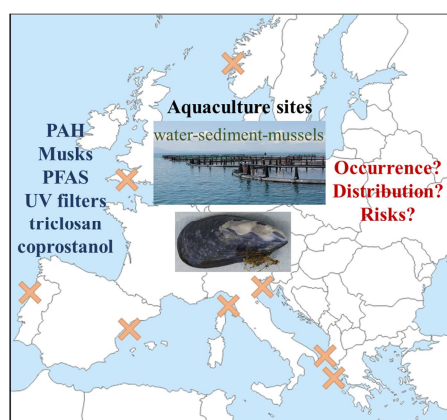 Aquaculture sites
water-sediment-mussels
PAH
Musks
PFAS
UV filters
triclosan
coprostanol
Occurrence?
Distribution?
Risks?